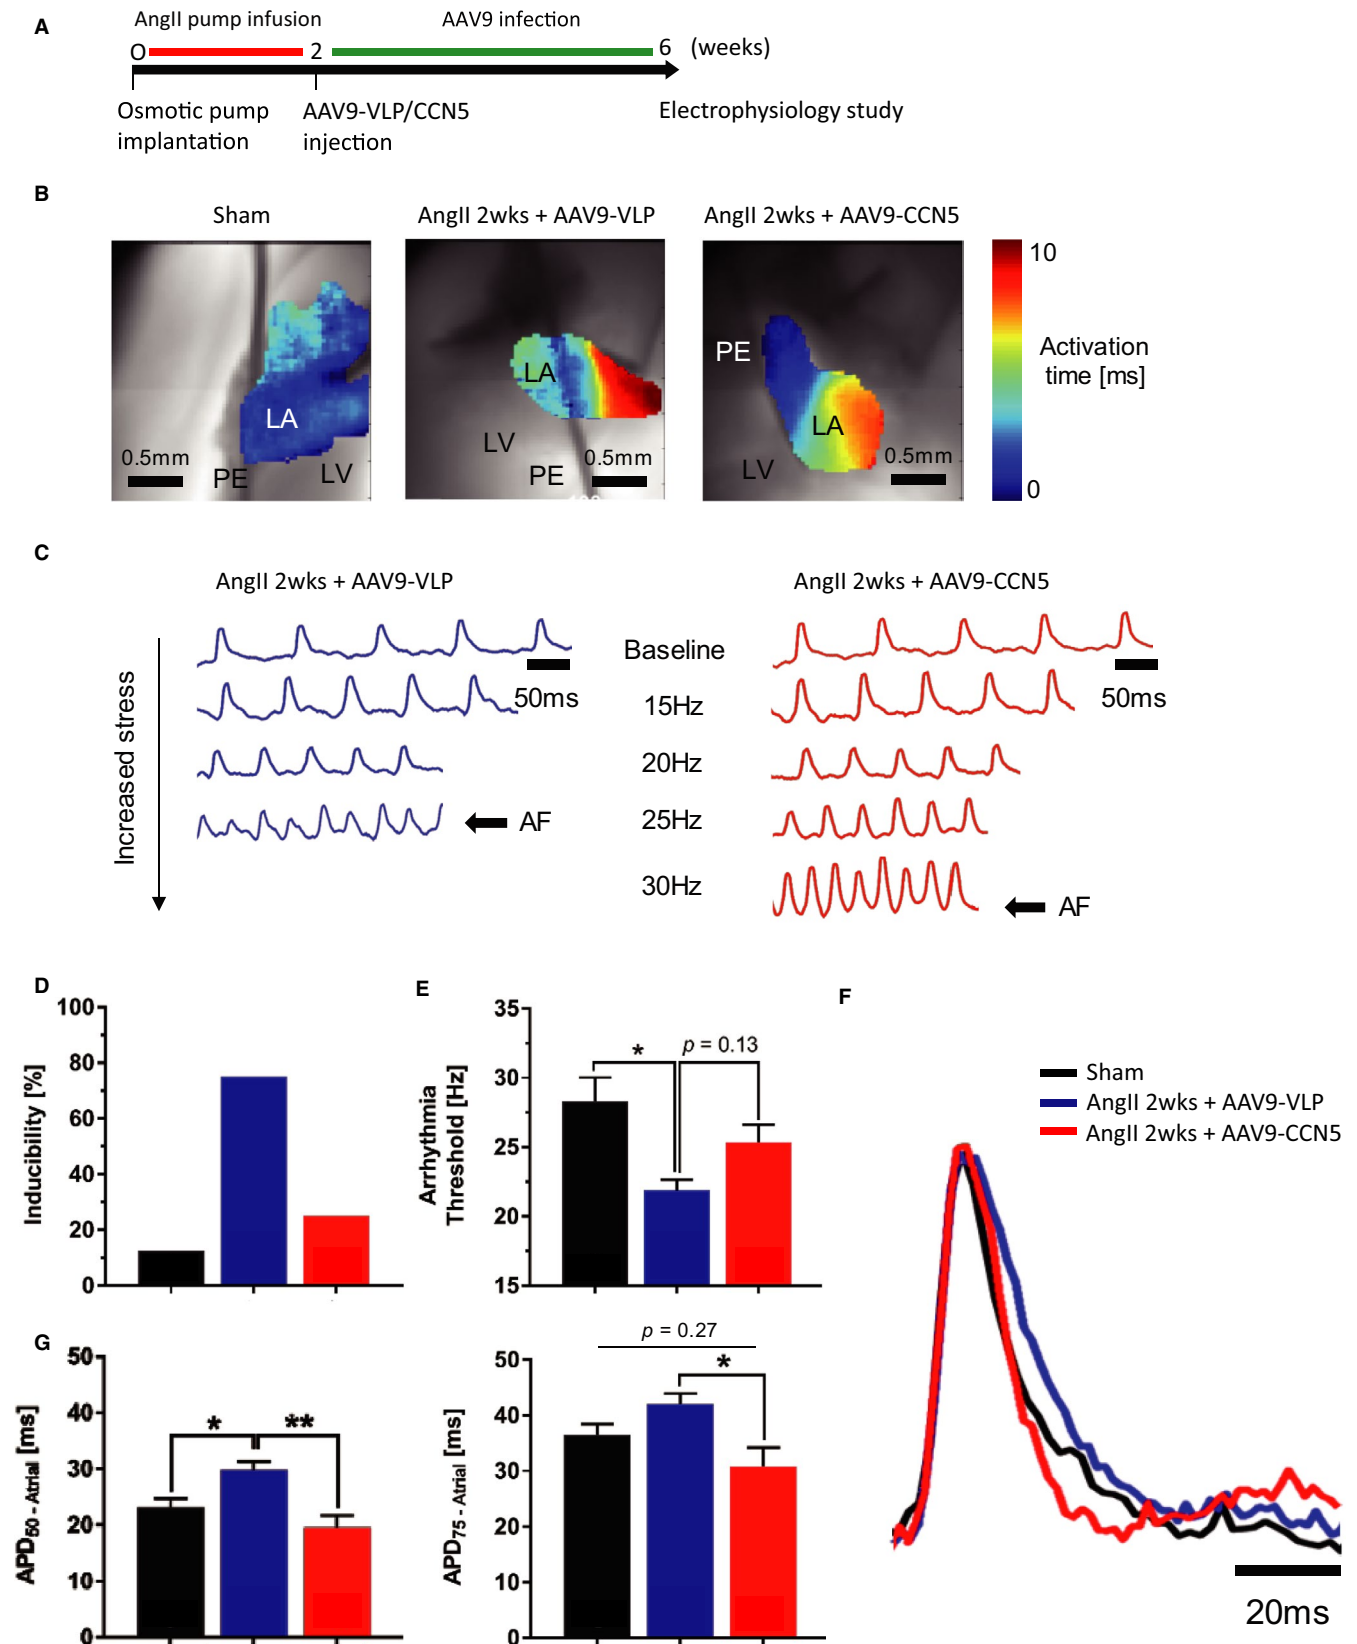 A
AngII pump infusion
AAV9 infection
O
2
6 (weeks)
Osmotic pump
implantation
AAV9-VLP/CCN5
injection
Electrophysiology study
B
Sham
AngII 2wks + AAV9-VLP
AngII 2wks + AAV9-CCN5
LA
0.5mm
PE
LV
LA
LV
0.5mm
PE
PE
LA
LV
0.5mm
10
Activation
time [ms]
0
C
AngII 2wks + AAV9-VLP
AngII 2wks + AAV9-CCN5
Increased stress
Baseline
50ms
50ms
15Hz
20Hz
25Hz
AF
30Hz
AF
D
Inducibility [%]
100
80
60
40
20
0
E
Arrhythmia
Threshold [Hz]
35
30
25
20
15
*
p = 0.13
F
Sham
AngII 2wks + AAV9-VLP
AngII 2wks + AAV9-CCN5
20ms
G
APD50 - Atrial [ms]
50
40
30
20
10
0
*
**
APD75 - Atrial [ms]
50
40
30
20
10
0
p = 0.27
*